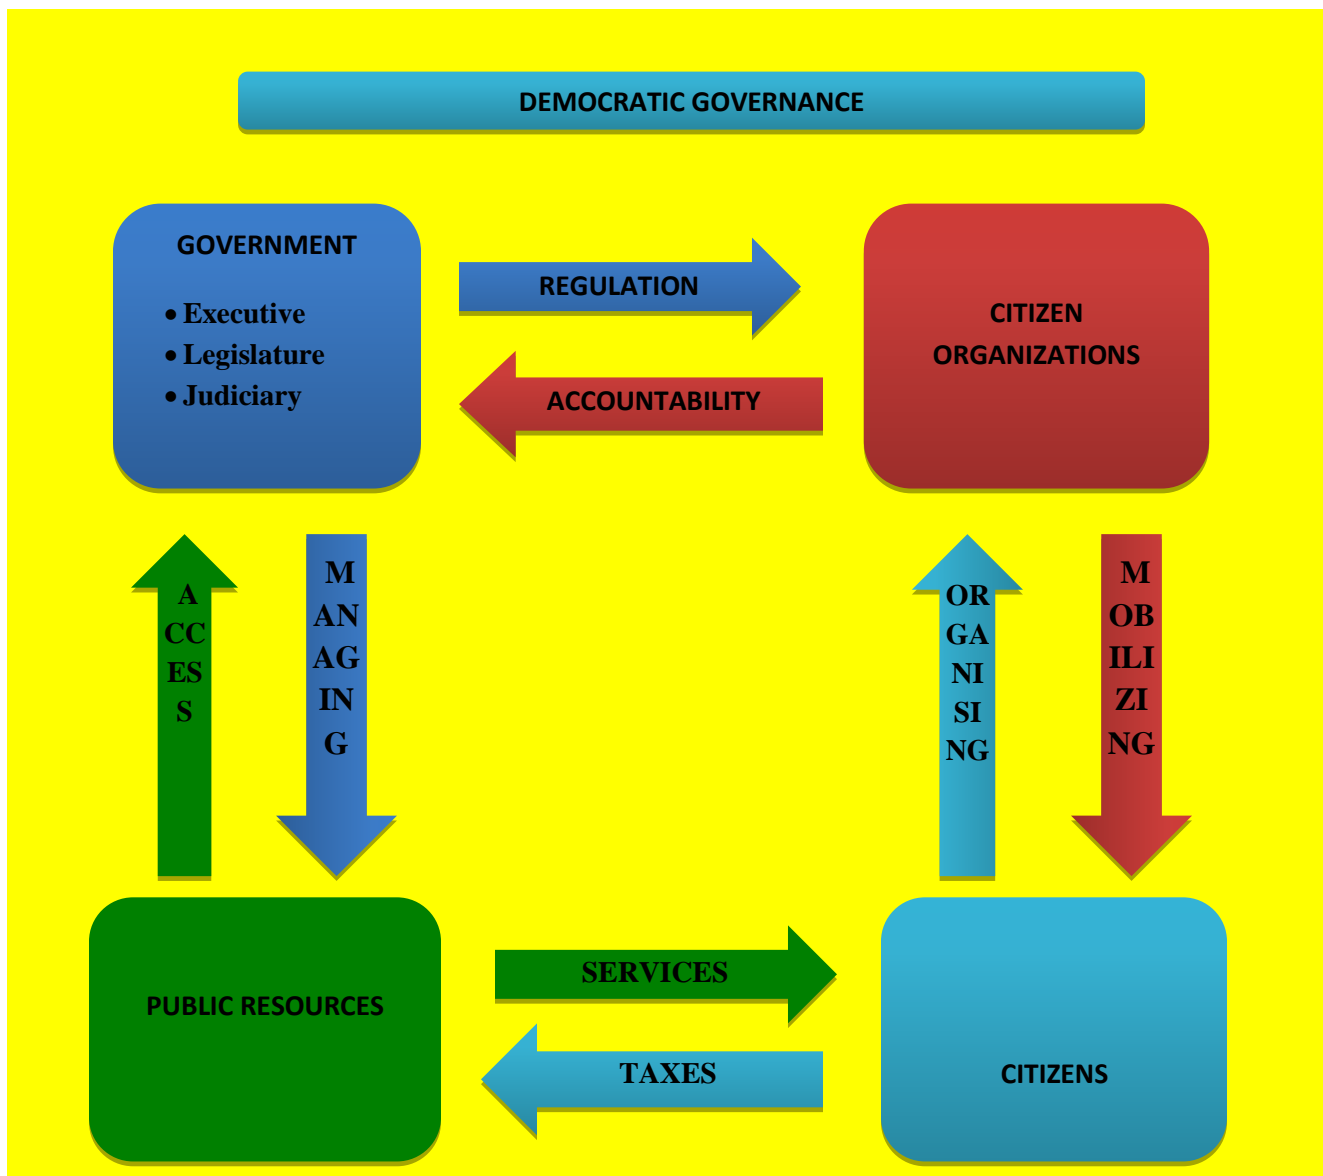 DEMOCRATIC GOVERNANCE
GOVERNMENT
• Executive
• Legislature
• Judiciary
REGULATION
ACCOUNTABILITY
CITIZEN
ORGANIZATIONS
A
CC
ES
S
M
AN
AG
IN
G
OR
GA
NI
SI
NG
M
OB
ILI
ZI
NG
PUBLIC RESOURCES
SERVICES
TAXES
CITIZENS